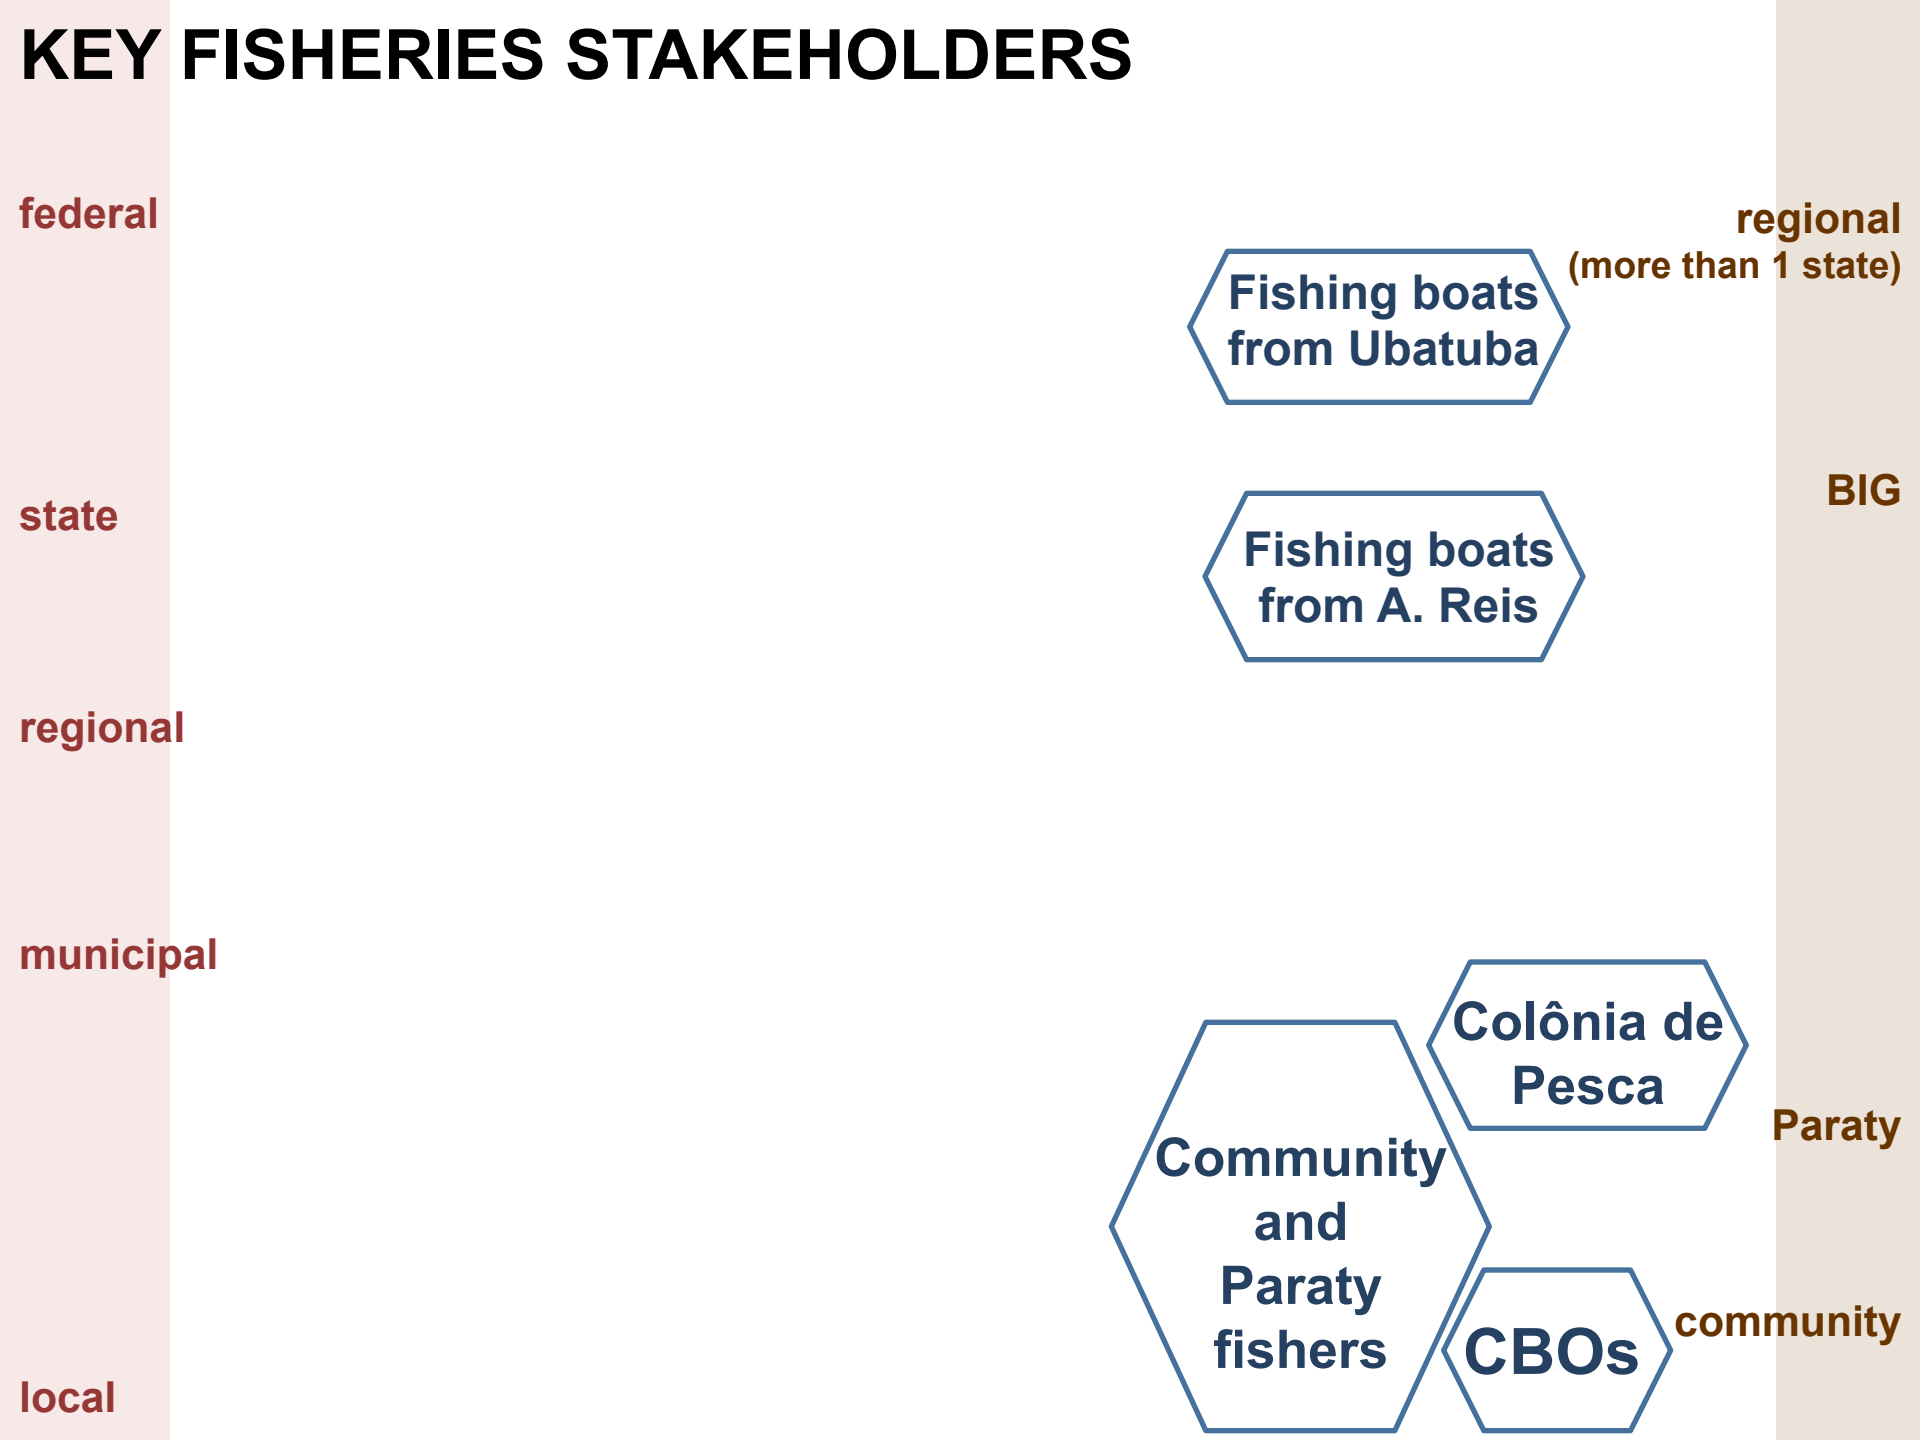 KEY FISHERIES STAKEHOLDERS
federal
regional
(more than 1 state)
Fishing boats
from Ubatuba
state
BIG
Fishing boats
from A. Reis
regional
municipal
Colônia de
Pesca
Paraty
Community
and
Paraty
fishers
CBOs
community
local